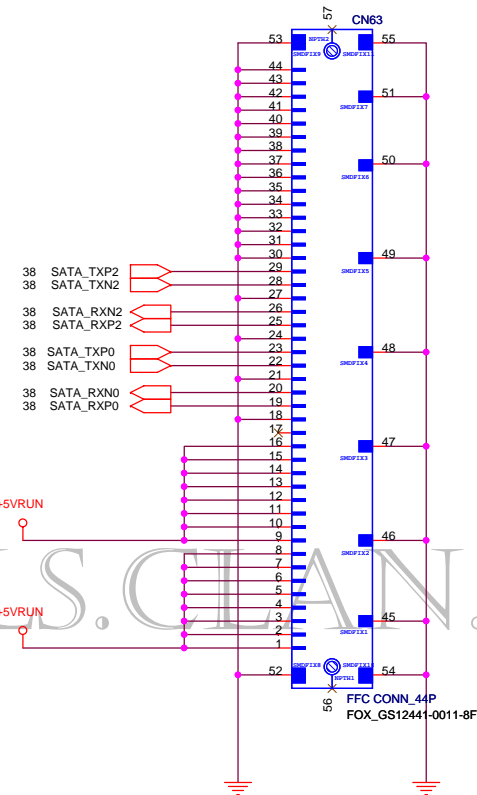 57
CN63
53 NPTH2 55
SMDFIX9 SMDFIX11
44
43
42 51
41 SMDFIX7
40
39
38
37 50
36 SMDFIX6
35
34
33
32
31
30 49
38 SATA_TXP2 29 SMDFIX5
38 SATA_TXN2 28
27
38 SATA_RXN2 26
38 SATA_RXP2 25
24
38 SATA_TXP0 23 48
38 SATA_TXN0 22 SMDFIX4
21
38 SATA_RXN0 20
38 SATA_RXP0 19
18
17
16 47
15 SMDFIX3
14
13
12
11
+5VRUN 10
9 46
8 SMDFIX2
7
6
5
4
+5VRUN 3 45
2 SMDFIX1
1
52 SMDFIX8 54
NPTH1
56
FFC CONN_44P
FOX_GS12441-0011-8F
LS.CLAN.